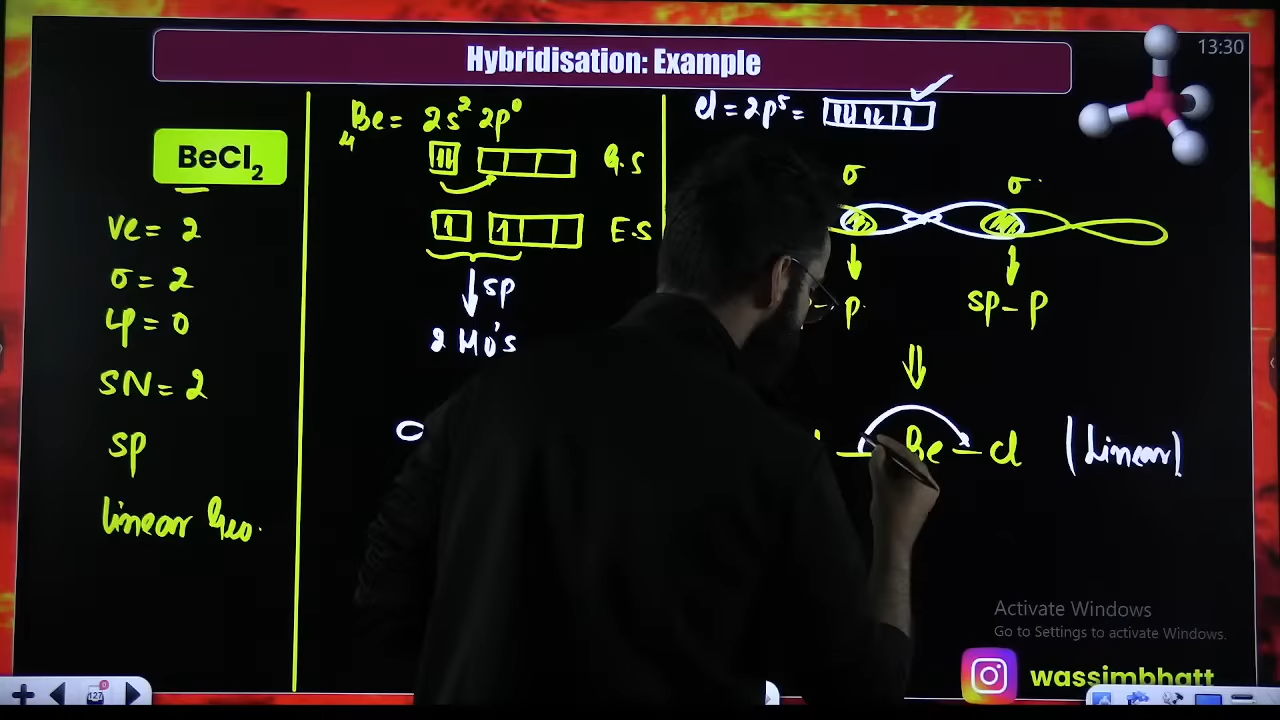 Hybridisation: Example
13:30
BeCl2
ve = 2
σ = 2
lp = 0
SN = 2
sp
linear Geo.
4Be = 2s² 2p⁰
G.S
E.S
sp
2 MO's
Cl = 2p⁵ =
σ σ
- p sp - p
Be - Cl (Linear)
Activate Windows
Go to Settings to activate Windows.
wassimbhatt
127